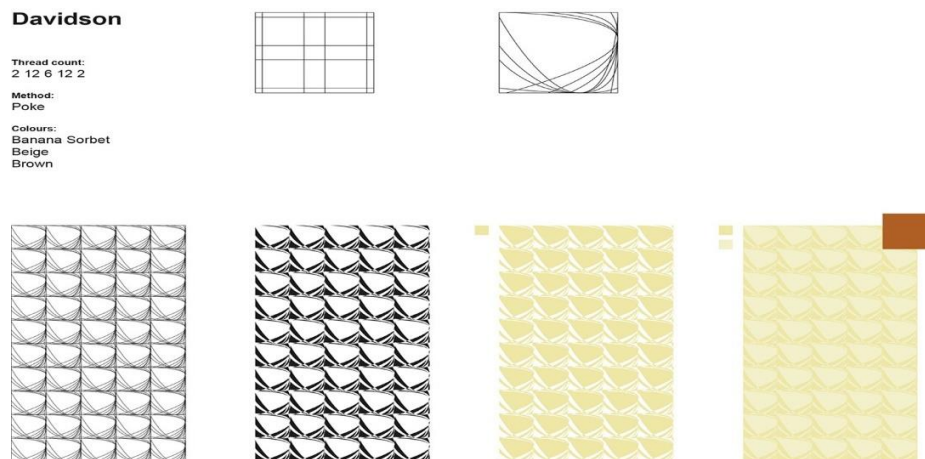 Davidson
Thread count:
2 12 6 12 2
Method:
Poke
Colours:
Banana Sorbet
Beige
Brown